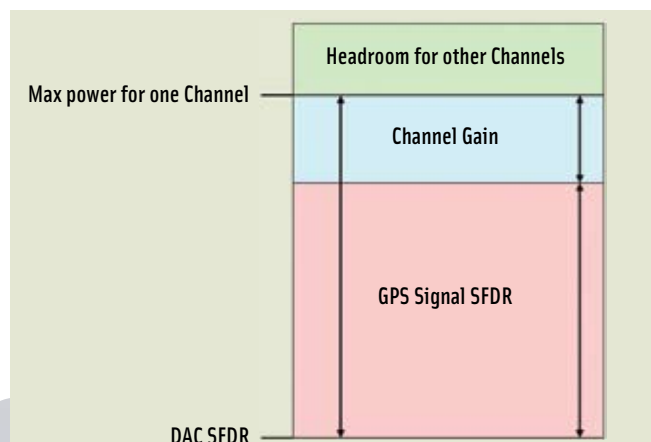 Headroom for other Channels
Max power for one Channel
Channel Gain
GPS Signal SFDR
DAC SFDR